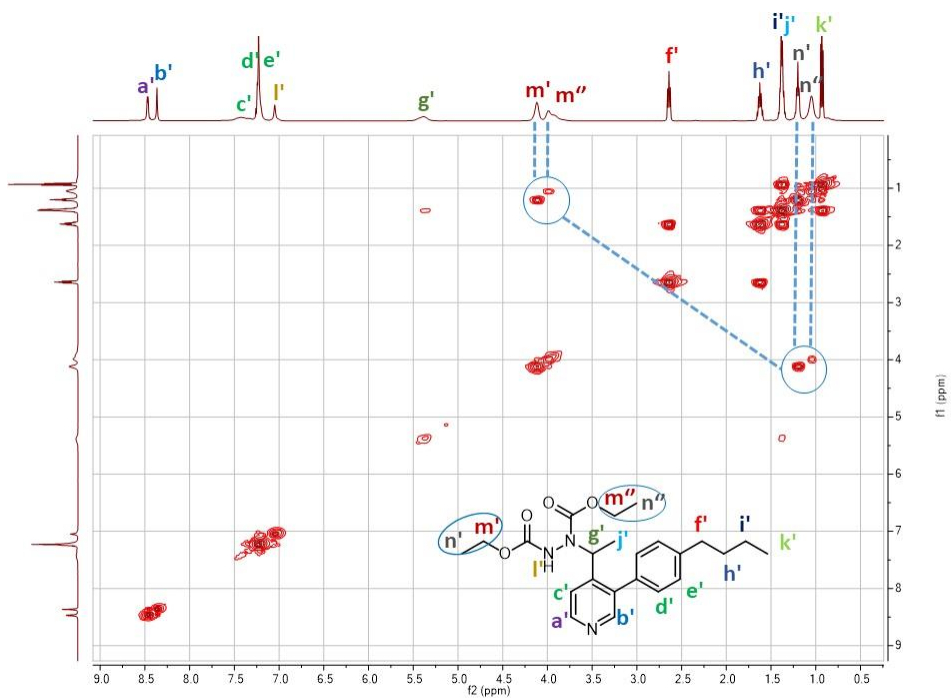 a' b' c' d' e' l' g' m' m'' f' h' i' j' n' n'' k'
1
2
3
4
5
6
7
8
9
f1 (ppm)
9.0 8.5 8.0 7.5 7.0 6.5 6.0 5.5 5.0 4.5 4.0 3.5 3.0 2.5 2.0 1.5 1.0 0.5
f2 (ppm)
O O m'' n''
n' m' O O N g' j' f' i' k'
l' N H h'
c' e'
d'
a' b'
N